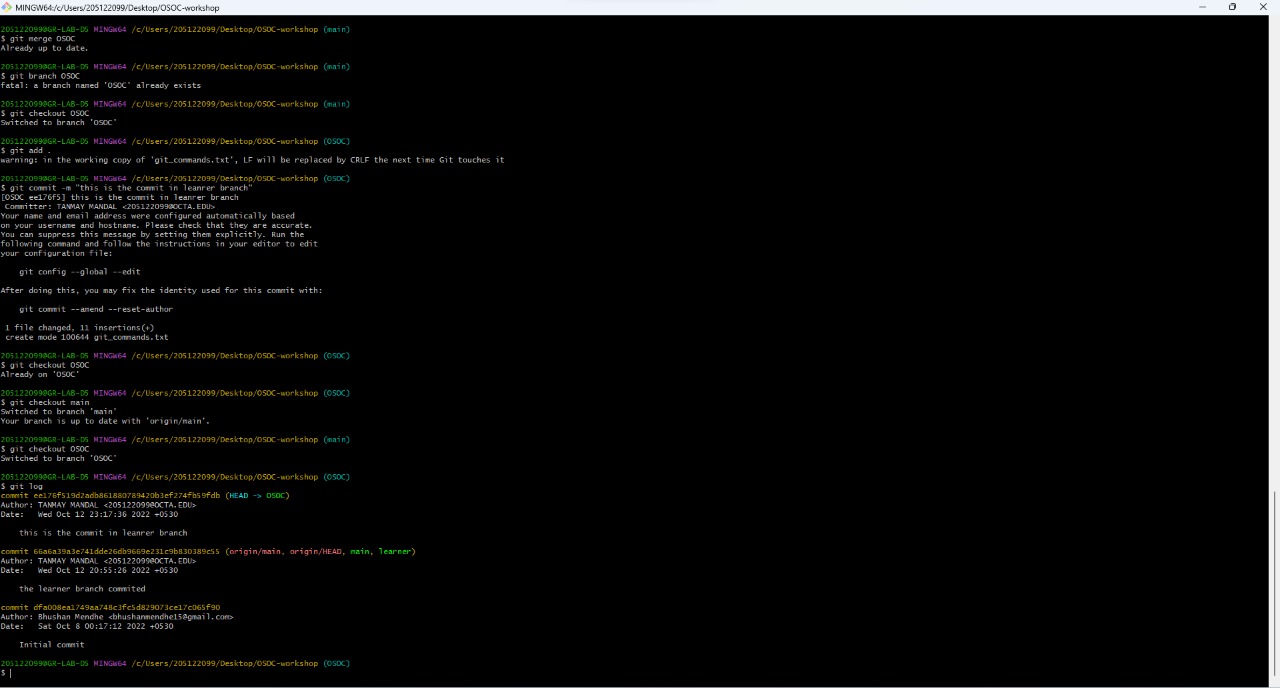 MINGW64:/c/Users/205122099/Desktop/OSOC-workshop
205122099@GR-LAB-D5 MINGW64 /c/Users/205122099/Desktop/OSOC-workshop (main)
$ git merge OSOC
Already up to date.
205122099@GR-LAB-D5 MINGW64 /c/Users/205122099/Desktop/OSOC-workshop (main)
$ git branch OSOC
fatal: a branch named 'OSOC' already exists
205122099@GR-LAB-D5 MINGW64 /c/Users/205122099/Desktop/OSOC-workshop (main)
$ git checkout OSOC
Switched to branch 'OSOC'
205122099@GR-LAB-D5 MINGW64 /c/Users/205122099/Desktop/OSOC-workshop (OSOC)
$ git add .
warning: in the working copy of 'git_commands.txt', LF will be replaced by CRLF the next time Git touches it
205122099@GR-LAB-D5 MINGW64 /c/Users/205122099/Desktop/OSOC-workshop (OSOC)
$ git commit -m "this is the commit in leanrer branch"
[OSOC ee176f5] this is the commit in leanrer branch
Committer: TANMAY MANDAL <205122099@OCTA.EDU>
Your name and email address were configured automatically based
on your username and hostname. Please check that they are accurate.
You can suppress this message by setting them explicitly. Run the
following command and follow the instructions in your editor to edit
your configuration file:
git config --global --edit
After doing this, you may fix the identity used for this commit with:
git commit --amend --reset-author
1 file changed, 11 insertions(+)
create mode 100644 git_commands.txt
205122099@GR-LAB-D5 MINGW64 /c/Users/205122099/Desktop/OSOC-workshop (OSOC)
$ git checkout OSOC
Already on 'OSOC'
205122099@GR-LAB-D5 MINGW64 /c/Users/205122099/Desktop/OSOC-workshop (OSOC)
$ git checkout main
Switched to branch 'main'
Your branch is up to date with 'origin/main'.
205122099@GR-LAB-D5 MINGW64 /c/Users/205122099/Desktop/OSOC-workshop (main)
$ git checkout OSOC
Switched to branch 'OSOC'
205122099@GR-LAB-D5 MINGW64 /c/Users/205122099/Desktop/OSOC-workshop (OSOC)
$ git log
commit ee176f519d2adb861880789420b3ef274fb59fdb (HEAD -> OSOC)
Author: TANMAY MANDAL <205122099@OCTA.EDU>
Date: Wed Oct 12 23:17:36 2022 +0530
this is the commit in leanrer branch
commit 66a6a39a3e741dde26db9669e231c9b830389c55 (origin/main, origin/HEAD, main, learner)
Author: TANMAY MANDAL <205122099@OCTA.EDU>
Date: Wed Oct 12 20:55:26 2022 +0530
the learner branch commited
commit dfa008ea1749aa748c3fc5d829073ce17c065f90
Author: Bhushan Mendhe <bhushanmendhe15@gmail.com>
Date: Sat Oct 8 00:17:12 2022 +0530
Initial commit
205122099@GR-LAB-D5 MINGW64 /c/Users/205122099/Desktop/OSOC-workshop (OSOC)
$